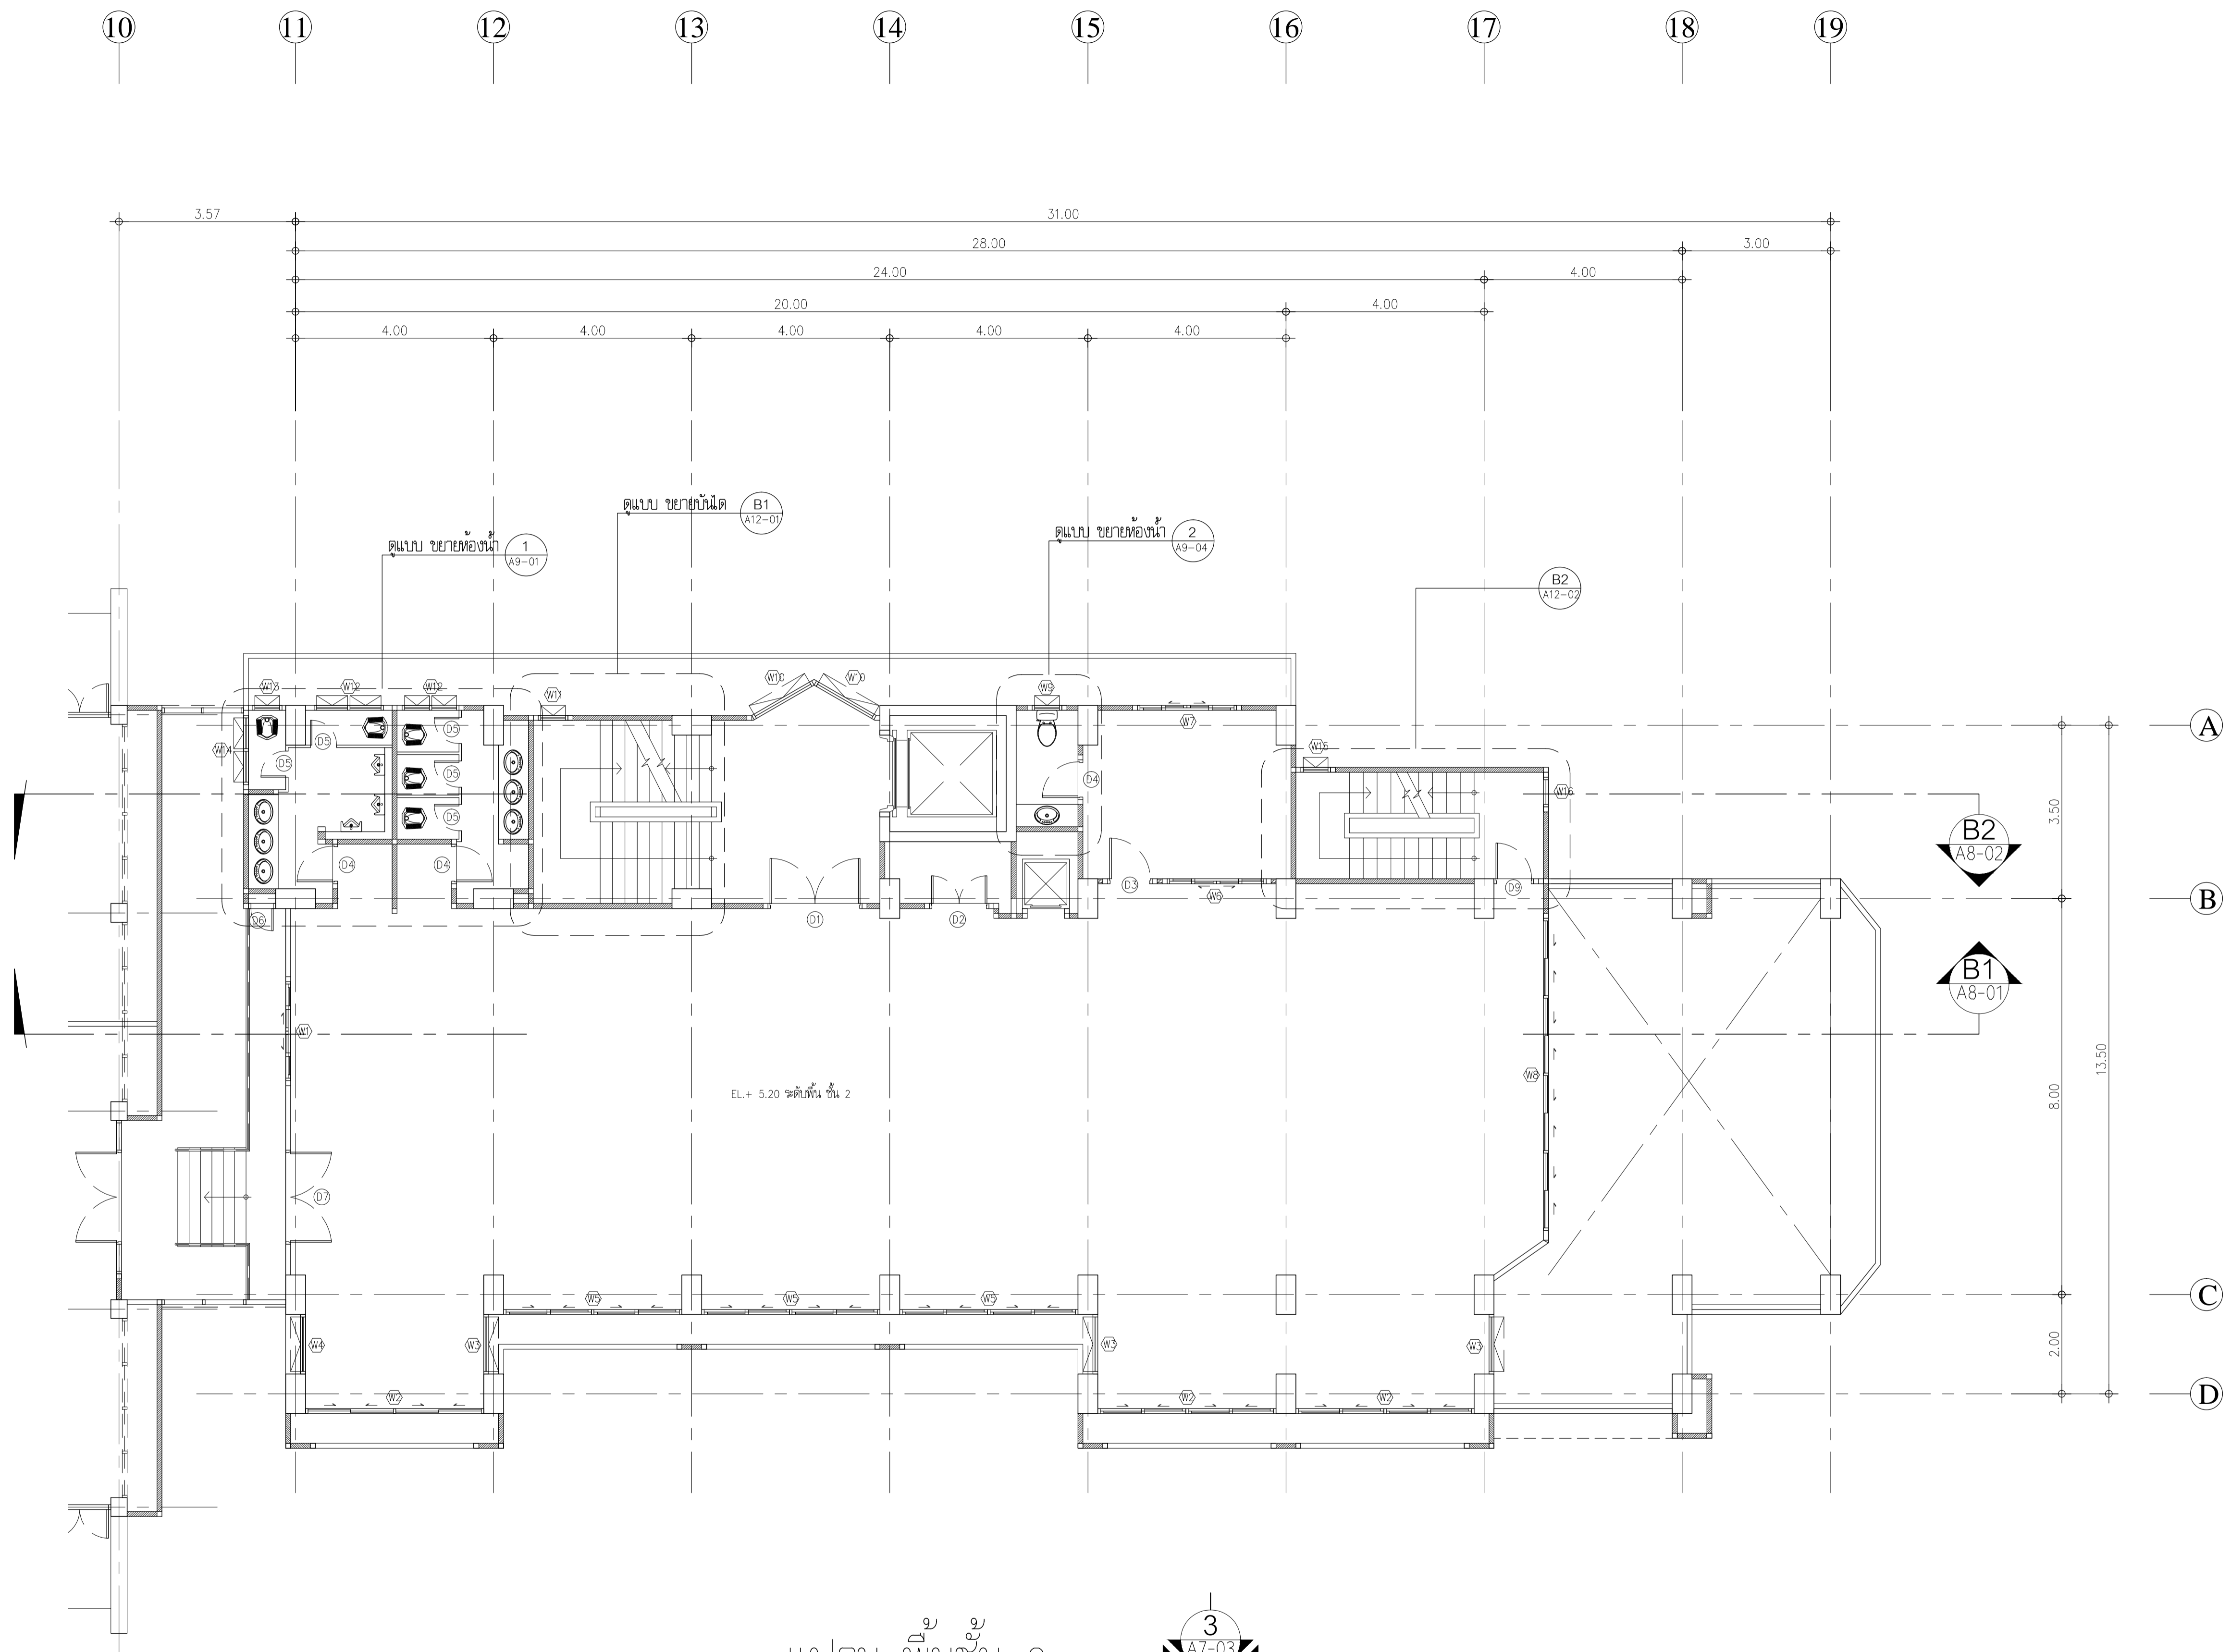 10 11 12 13 14 15 16 17 18 19
3.57 31.00
28.00 3.00
24.00 4.00
20.00 4.00
4.00 4.00 4.00 4.00 4.00
ดูแบบ ขยายบันได B1
A12-01
ดูแบบ ขยายห้องน้ำ 1
A9-01
ดูแบบ ขยายห้องน้ำ 2
A9-04
B2
A12-02
W13 W12 W12 W11 W10 W10 W9 W7
A
W14 D5 D5 D5 D5 D5 D4 W15 W16
3.50
B2
A8-02
D4 D4 D3 D9 W6
B
D6 D1 D2
B1
A8-01
W1
W8
EL.+ 5.20 ระดับพื้น ชั้น 2
8.00
13.50
D7
C
W5 W5 W5
W4 W3 W3 W3
2.00
W2 W2 W2
D
3
A7-03